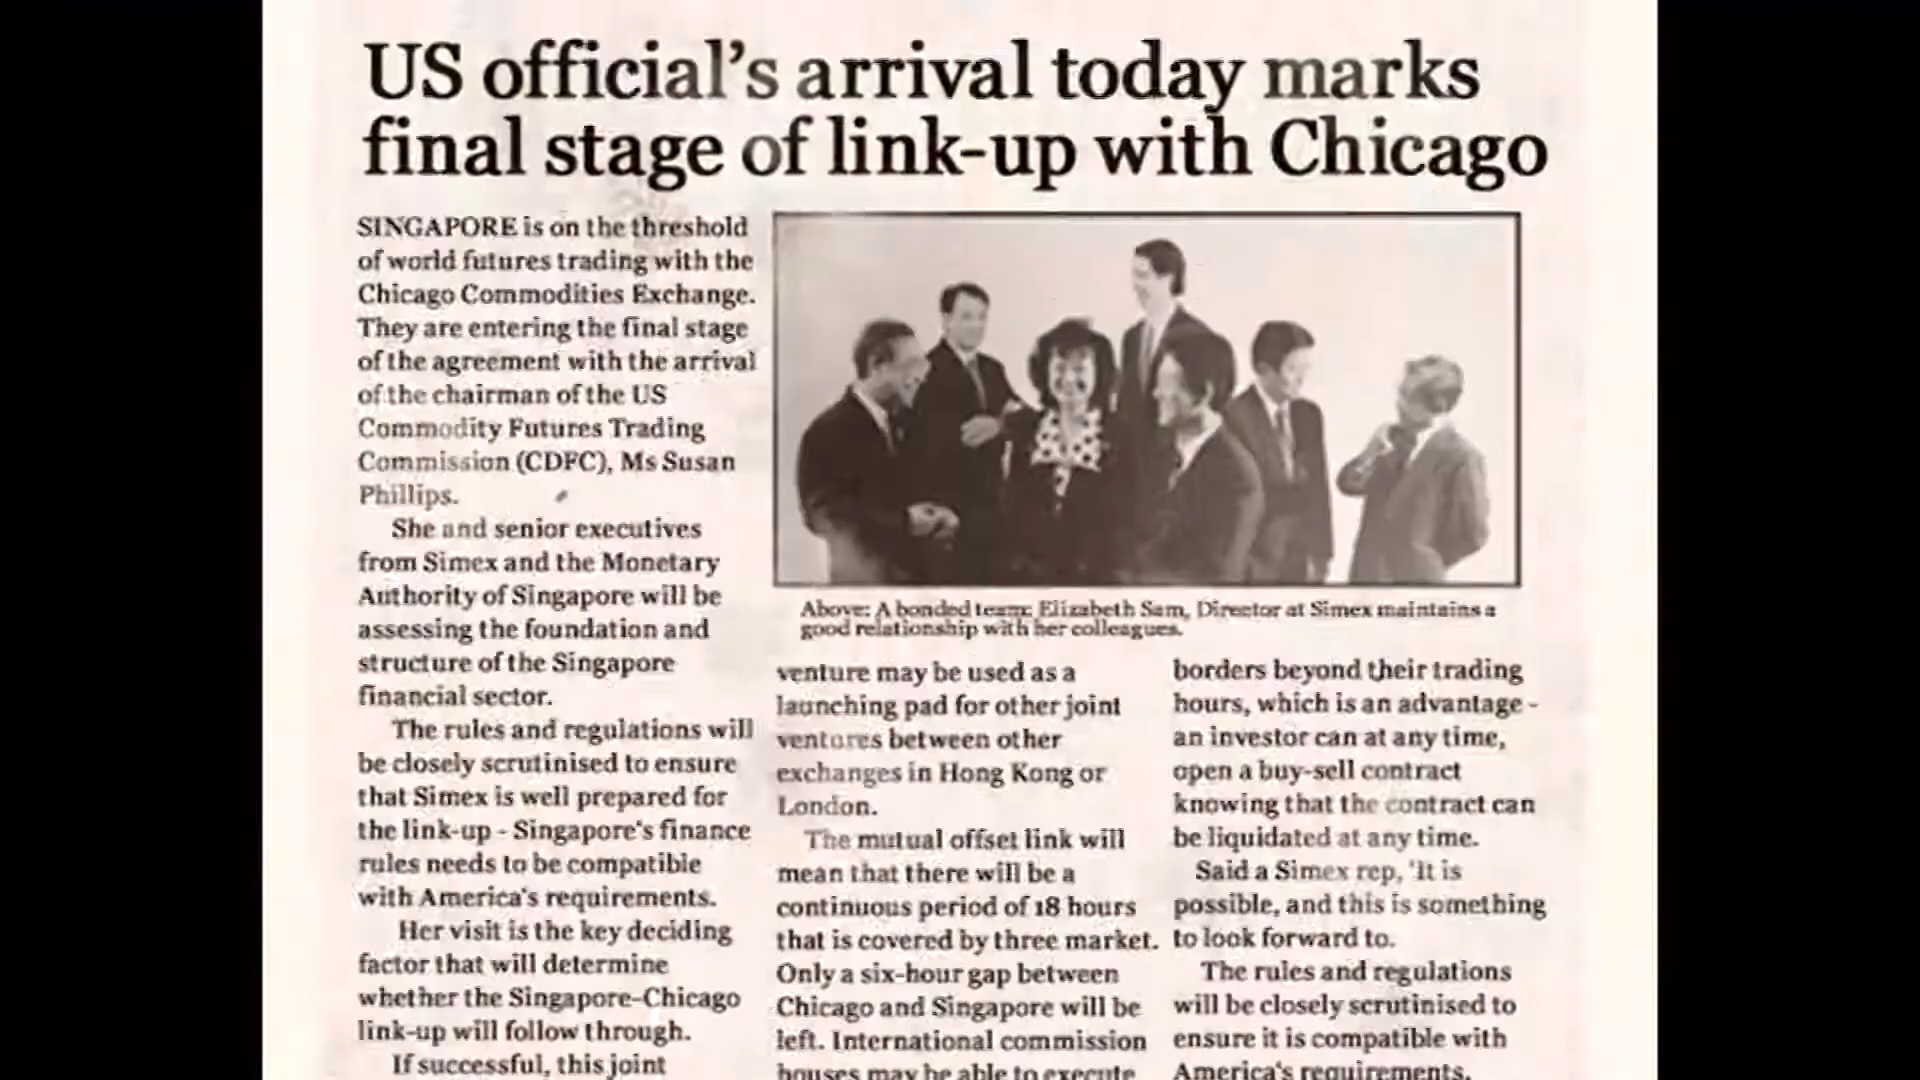 US official's arrival today marks
final stage of link-up with Chicago
SINGAPORE is on the threshold
of world futures trading with the
Chicago Commodities Exchange.
They are entering the final stage
of the agreement with the arrival
of the chairman of the US
Commodity Futures Trading
Commission (CDFC), Ms Susan
Phillips.
She and senior executives
from Simex and the Monetary
Authority of Singapore will be
assessing the foundation and
structure of the Singapore
financial sector.
The rules and regulations will
be closely scrutinised to ensure
that Simex is well prepared for
the link-up - Singapore's finance
rules needs to be compatible
with America's requirements.
Her visit is the key deciding
factor that will determine
whether the Singapore-Chicago
link-up will follow through.
If successful, this joint
Above: A bonded team: Elizabeth Sam, Director at Simex maintains a
good relationship with her colleagues.
venture may be used as a
launching pad for other joint
ventores between other
exchanges in Hong Kong or
London.
The mutual offset link will
mean that there will be a
continuous period of 18 hours
that is covered by three market.
Only a six-hour gap between
Chicago and Singapore will be
left. International commission
houses may be able to execute
borders beyond their trading
hours, which is an advantage -
an investor can at any time,
open a buy-sell contract
knowing that the contract can
be liquidated at any time.
Said a Simex rep, 'It is
possible, and this is something
to look forward to.
The rules and regulations
will be closely scrutinised to
ensure it is compatible with
America's requirements.